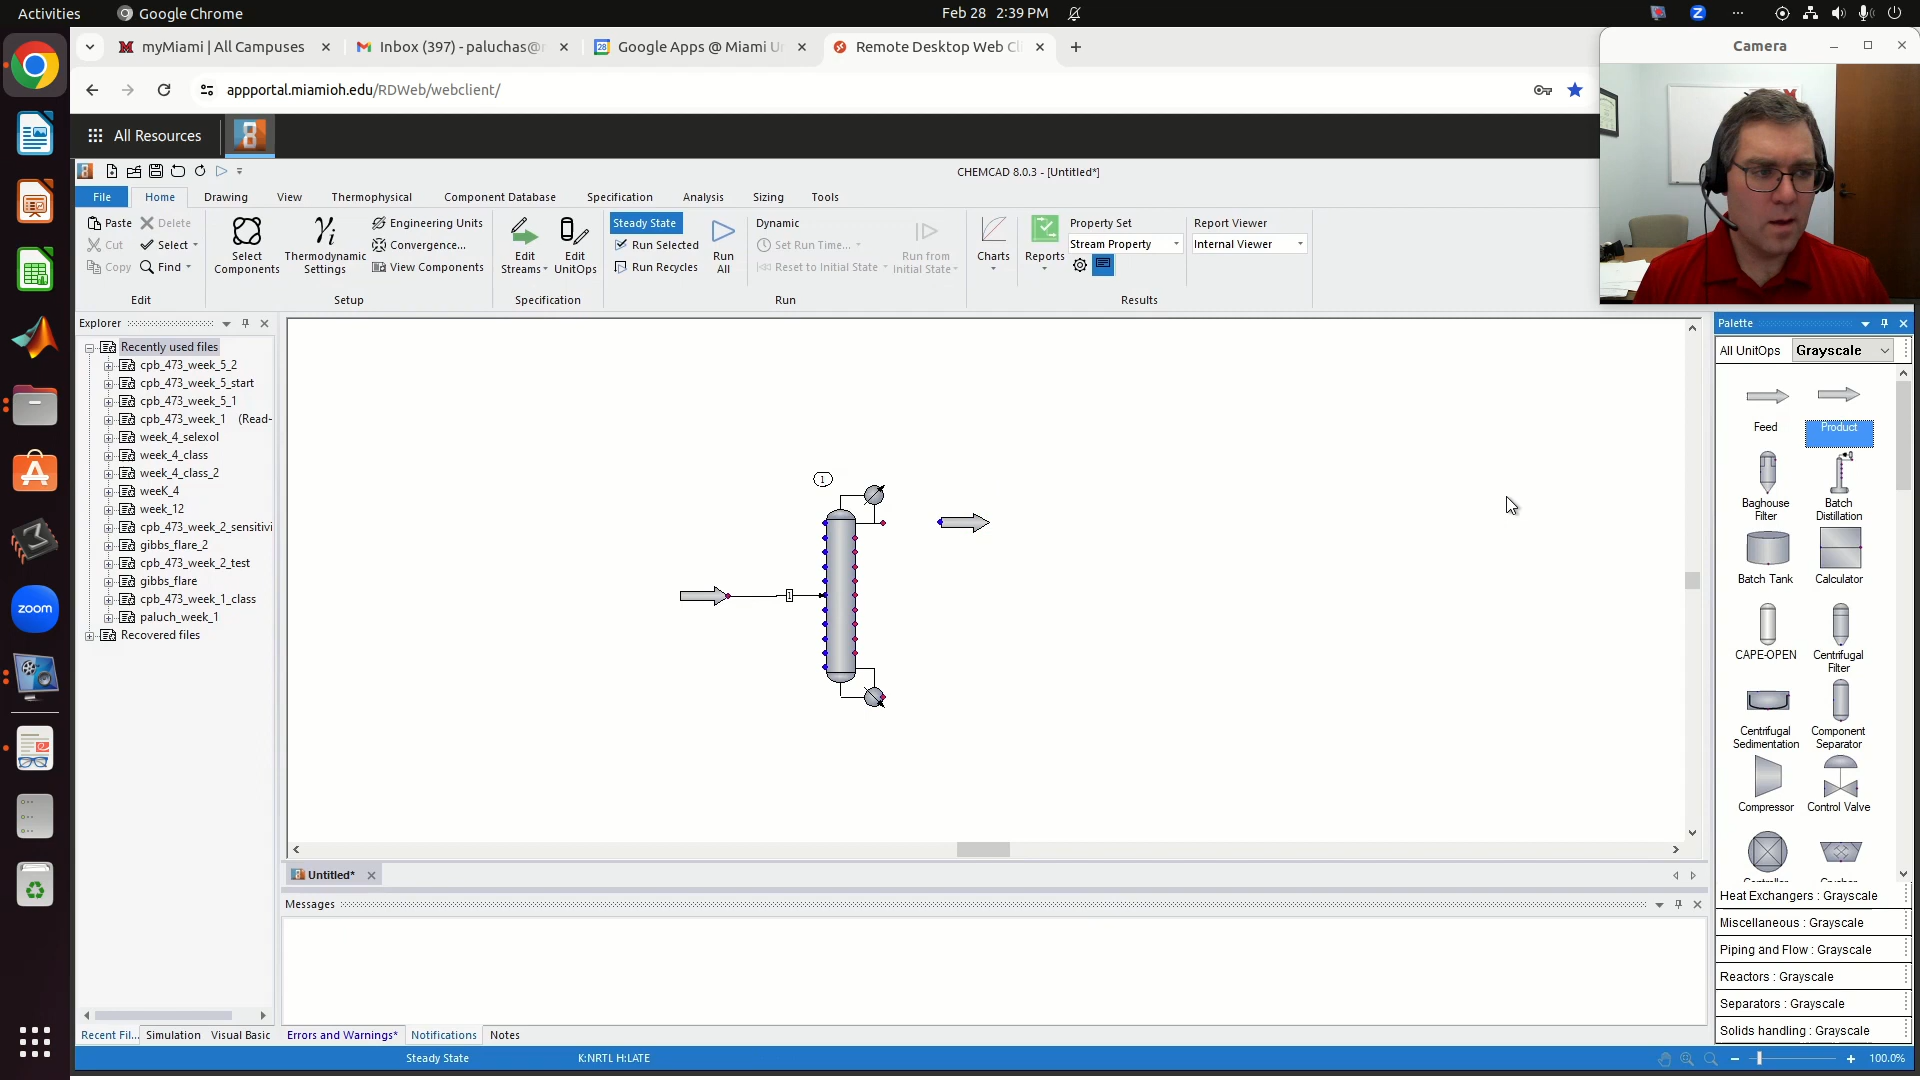 Activities
Google Chrome
Feb 28 2:39 PM
myMiami | All Campuses
Inbox (397) - paluchas@
Google Apps @ Miami U
Remote Desktop Web Cl
Camera
appportal.miamioh.edu/RDWeb/webclient/
All Resources
CHEMCAD 8.0.3 - [Untitled*]
File Home Drawing View Thermophysical Component Database Specification Analysis Sizing Tools
Paste
Delete
Cut
Select
Copy
Find
Edit
Select Components
Thermodynamic Settings
Engineering Units
Convergence...
View Components
Setup
Edit Streams
Edit UnitOps
Specification
Steady State
Run Selected
Run Recycles
Run All
Dynamic
Set Run Time...
Reset to Initial State
Run from Initial State
Run
Charts
Reports
Property Set
Stream Property
Report Viewer
Internal Viewer
Results
Explorer
Recently used files
cpb_473_week_5_2
cpb_473_week_5_start
cpb_473_week_5_1
cpb_473_week_1 (Read-
week_4_selexol
week_4_class
week_4_class_2
weeK_4
week_12
cpb_473_week_2_sensitivi
gibbs_flare_2
cpb_473_week_2_test
gibbs_flare
cpb_473_week_1_class
paluch_week_1
Recovered files
Recent Fil... Simulation Visual Basic
1
1
Untitled*
Messages
Errors and Warnings* Notifications Notes
Steady State
K:NRTL H:LATE
100.0%
Palette
All UnitOps Grayscale
Feed
Product
Baghouse Filter
Batch Distillation
Batch Tank
Calculator
CAPE-OPEN
Centrifugal Filter
Centrifugal Sedimentation
Component Separator
Compressor
Control Valve
Heat Exchangers : Grayscale
Miscellaneous : Grayscale
Piping and Flow : Grayscale
Reactors : Grayscale
Separators : Grayscale
Solids handling : Grayscale
zoom